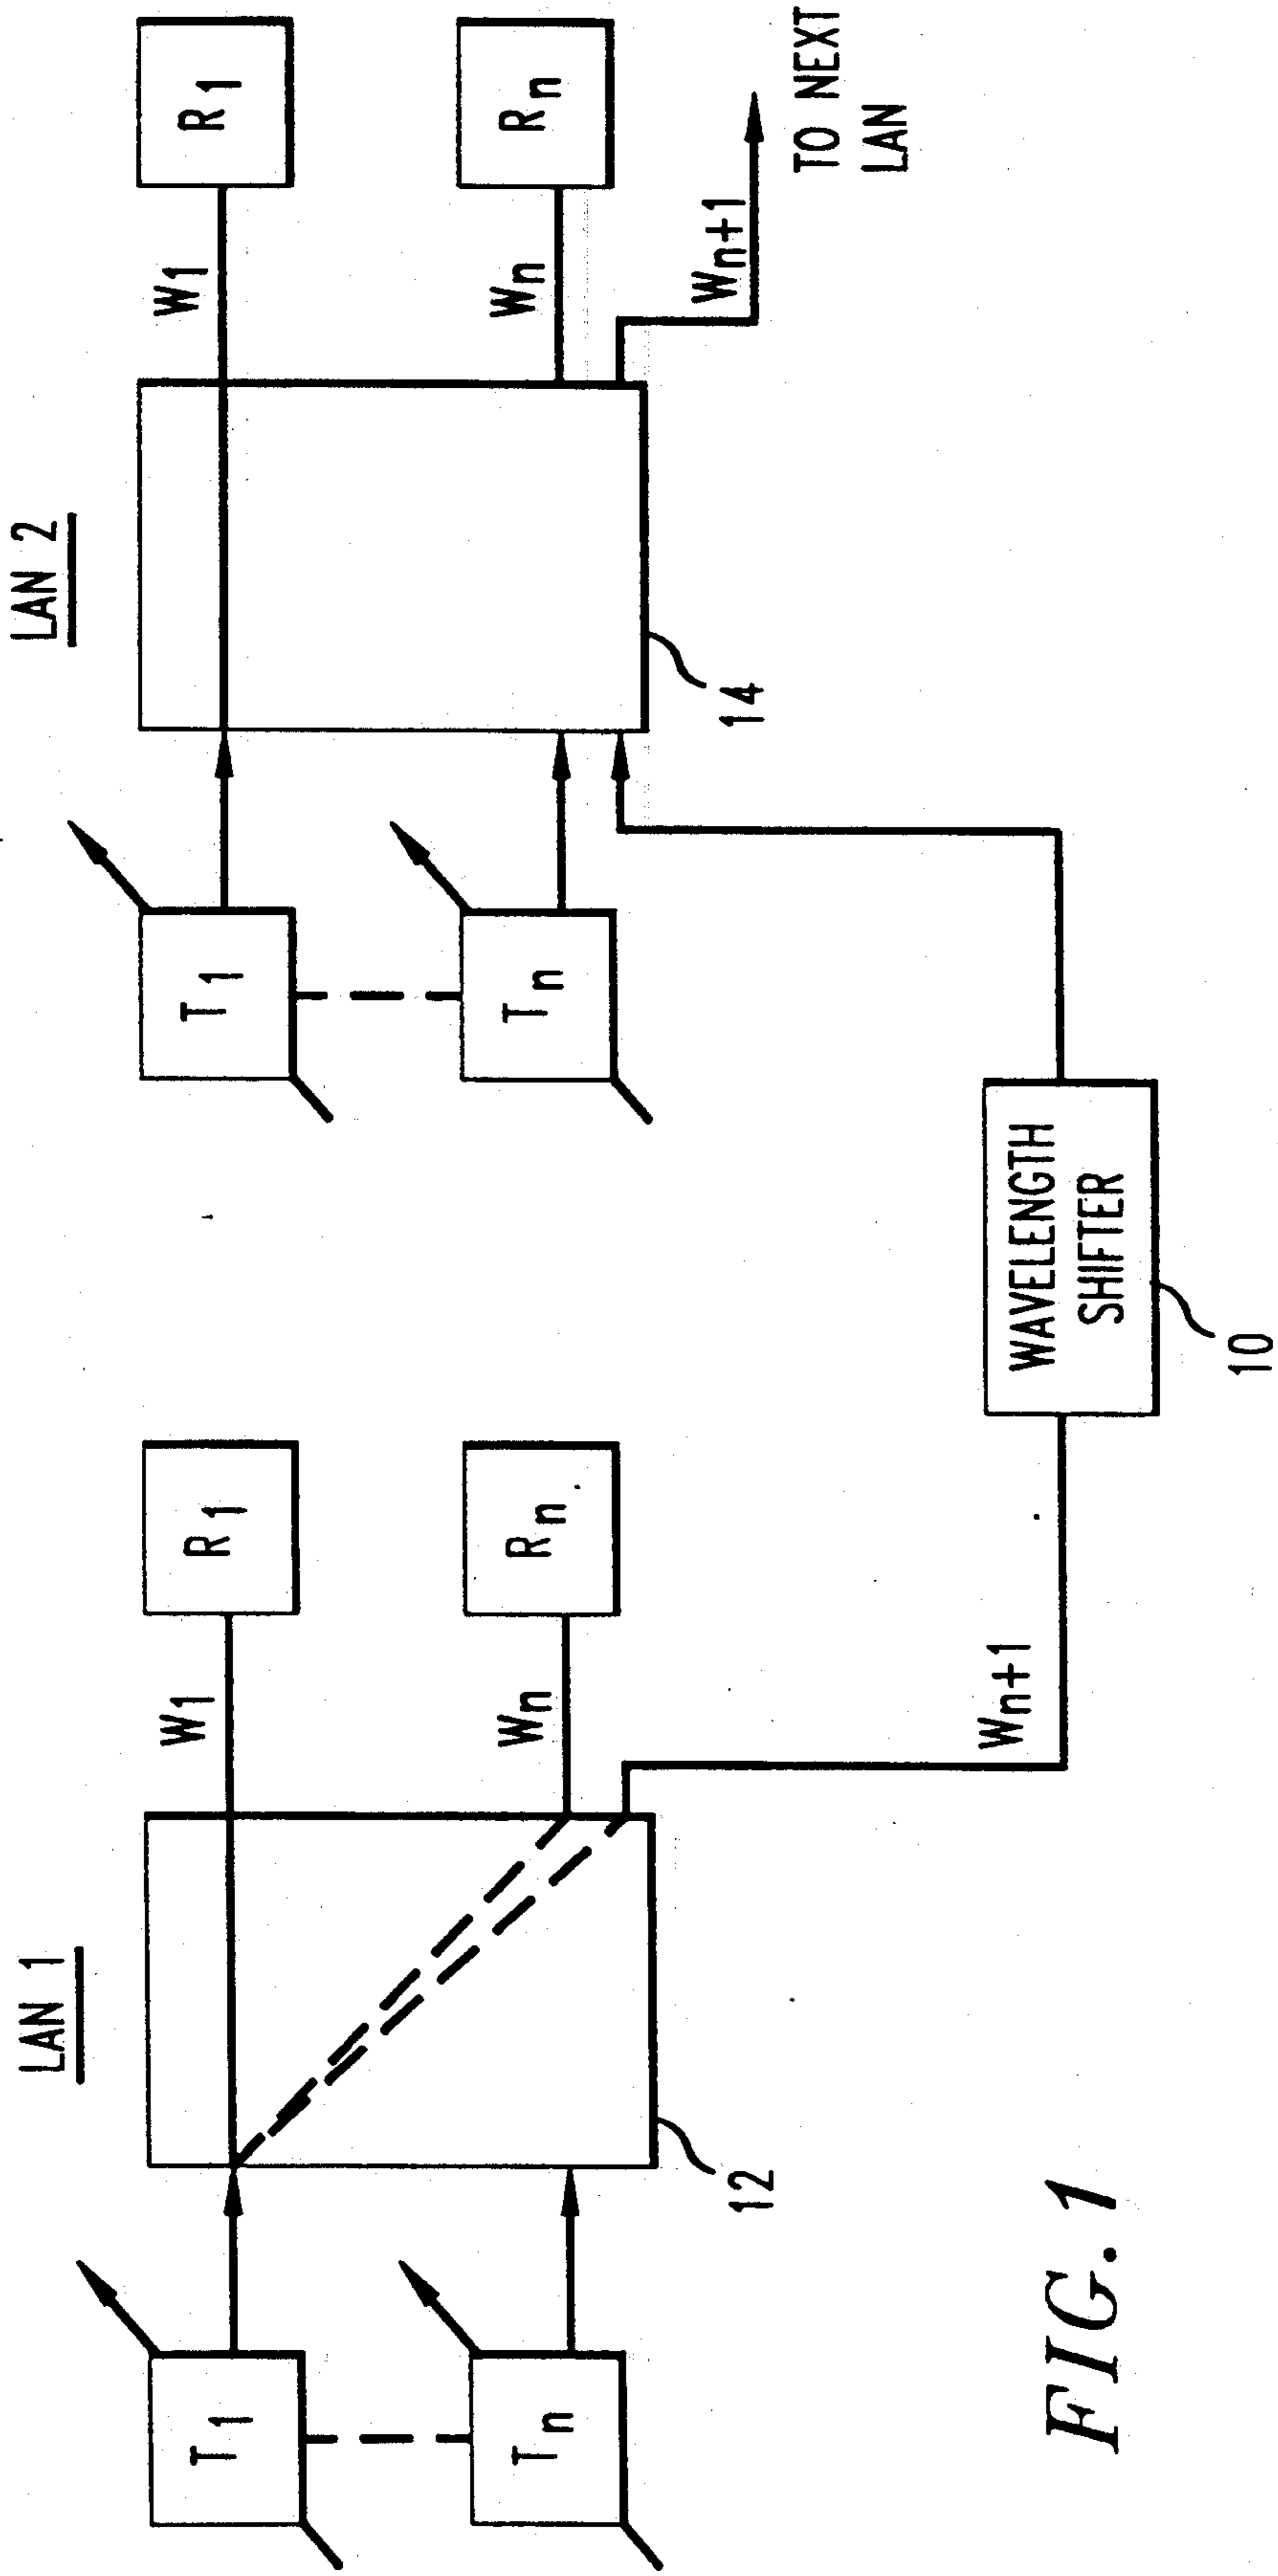 LAN 1
LAN 2
T1
W1
R1
T1
W1
R1
Tn
Wn
Rn
Tn
Wn
Rn
12
14
Wn+1
Wn+1
TO NEXT
LAN
WAVELENGTH
SHIFTER
10
FIG. 1